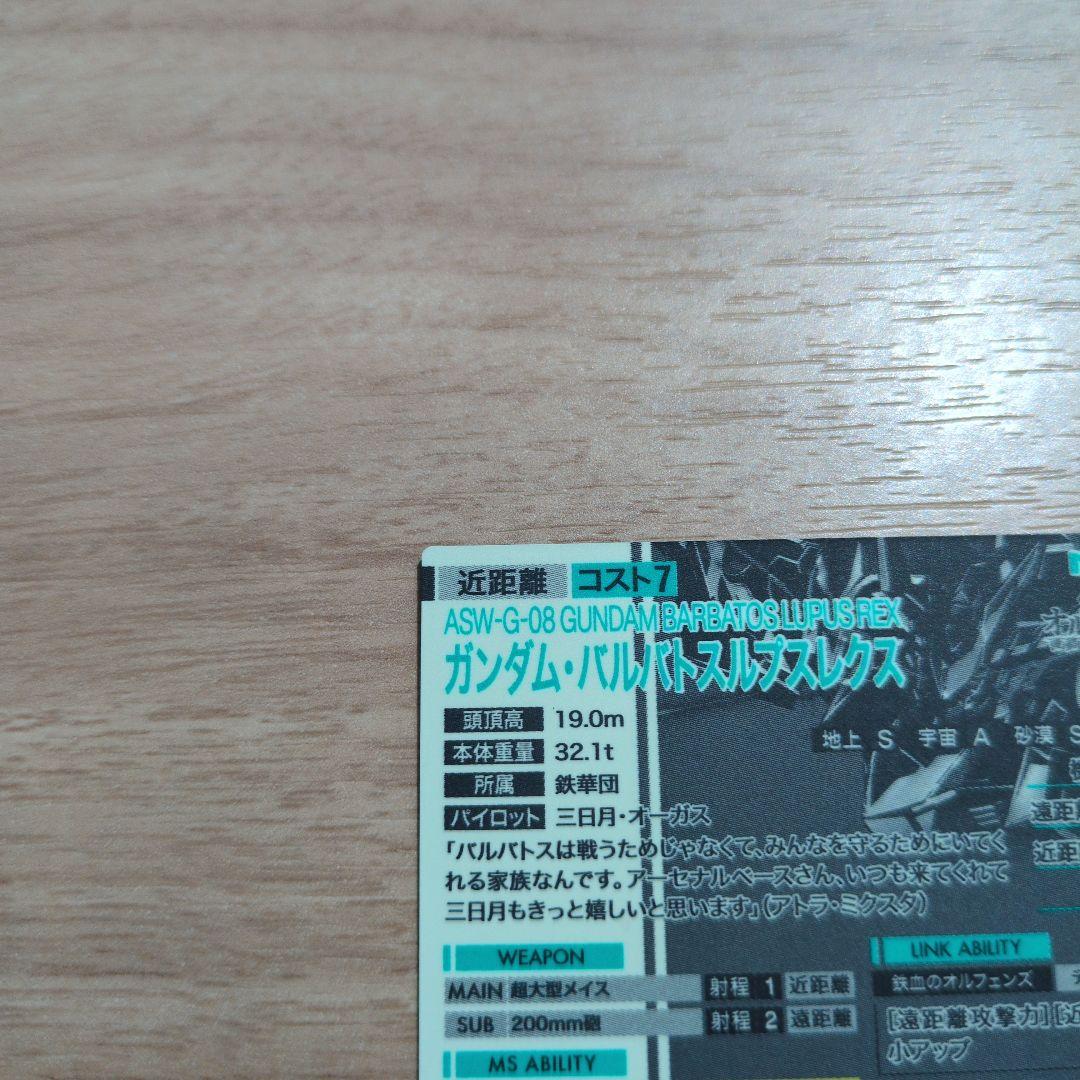 近距離 コスト7
ASW-G-08 GUNDAM BARBATOS LUPUS REX
ガンダム・バルバトスルプスレクス
頭頂高 19.0m
本体重量 32.1t
所属 鉄華団
パイロット 三日月・オーガス
地上 S 宇宙 A 砂漠 S
「バルバトスは戦うためじゃなくて、みんなを守るためにいてく
れる家族なんです。アーセナルベースさん、いつも来てくれて
三日月もきっと嬉しいと思います」(アトラ・ミクスタ)
WEAPON
MAIN 超大型メイス 射程 1 近距離
SUB 200mm砲 射程 2 遠距離
MS ABILITY
LINK ABILITY
鉄血のオルフェンズ
[遠距離攻撃力][近
小アップ
遠距
近距